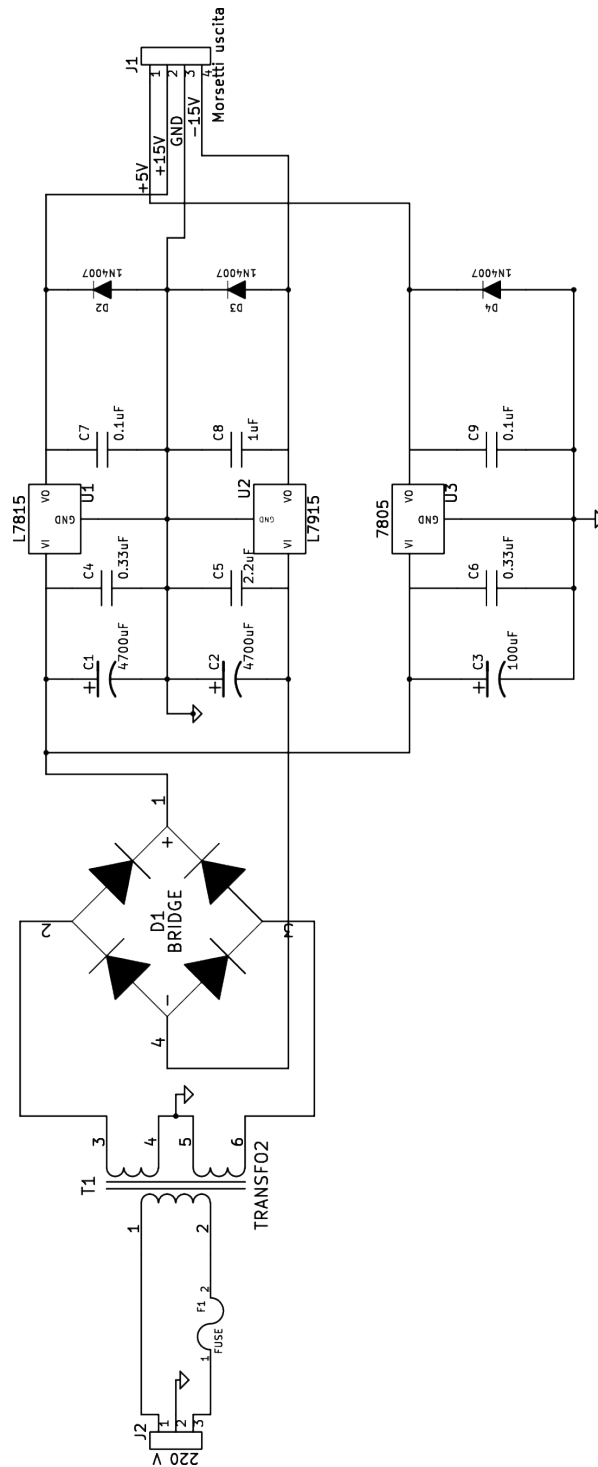 J2
220 V
1
2
3
F1
FUSE
1
2
T1
TRANSFO2
1
2
3
4
5
6
D1
BRIDGE
+
-
1
2
3
4
C1
4700uF
+
C2
4700uF
+
C3
100uF
+
C4
0.33uF
C5
2.2uF
C6
0.33uF
L7815
U1
VI
VO
GND
U2
L7915
VI
VO
GND
7805
U3
VI
VO
GND
C7
0.1uF
C8
1uF
C9
0.1uF
D2
1N4007
D3
1N4007
D4
1N4007
+5V
+15V
GND
-15V
J1
1
2
3
4
Morsetti uscita